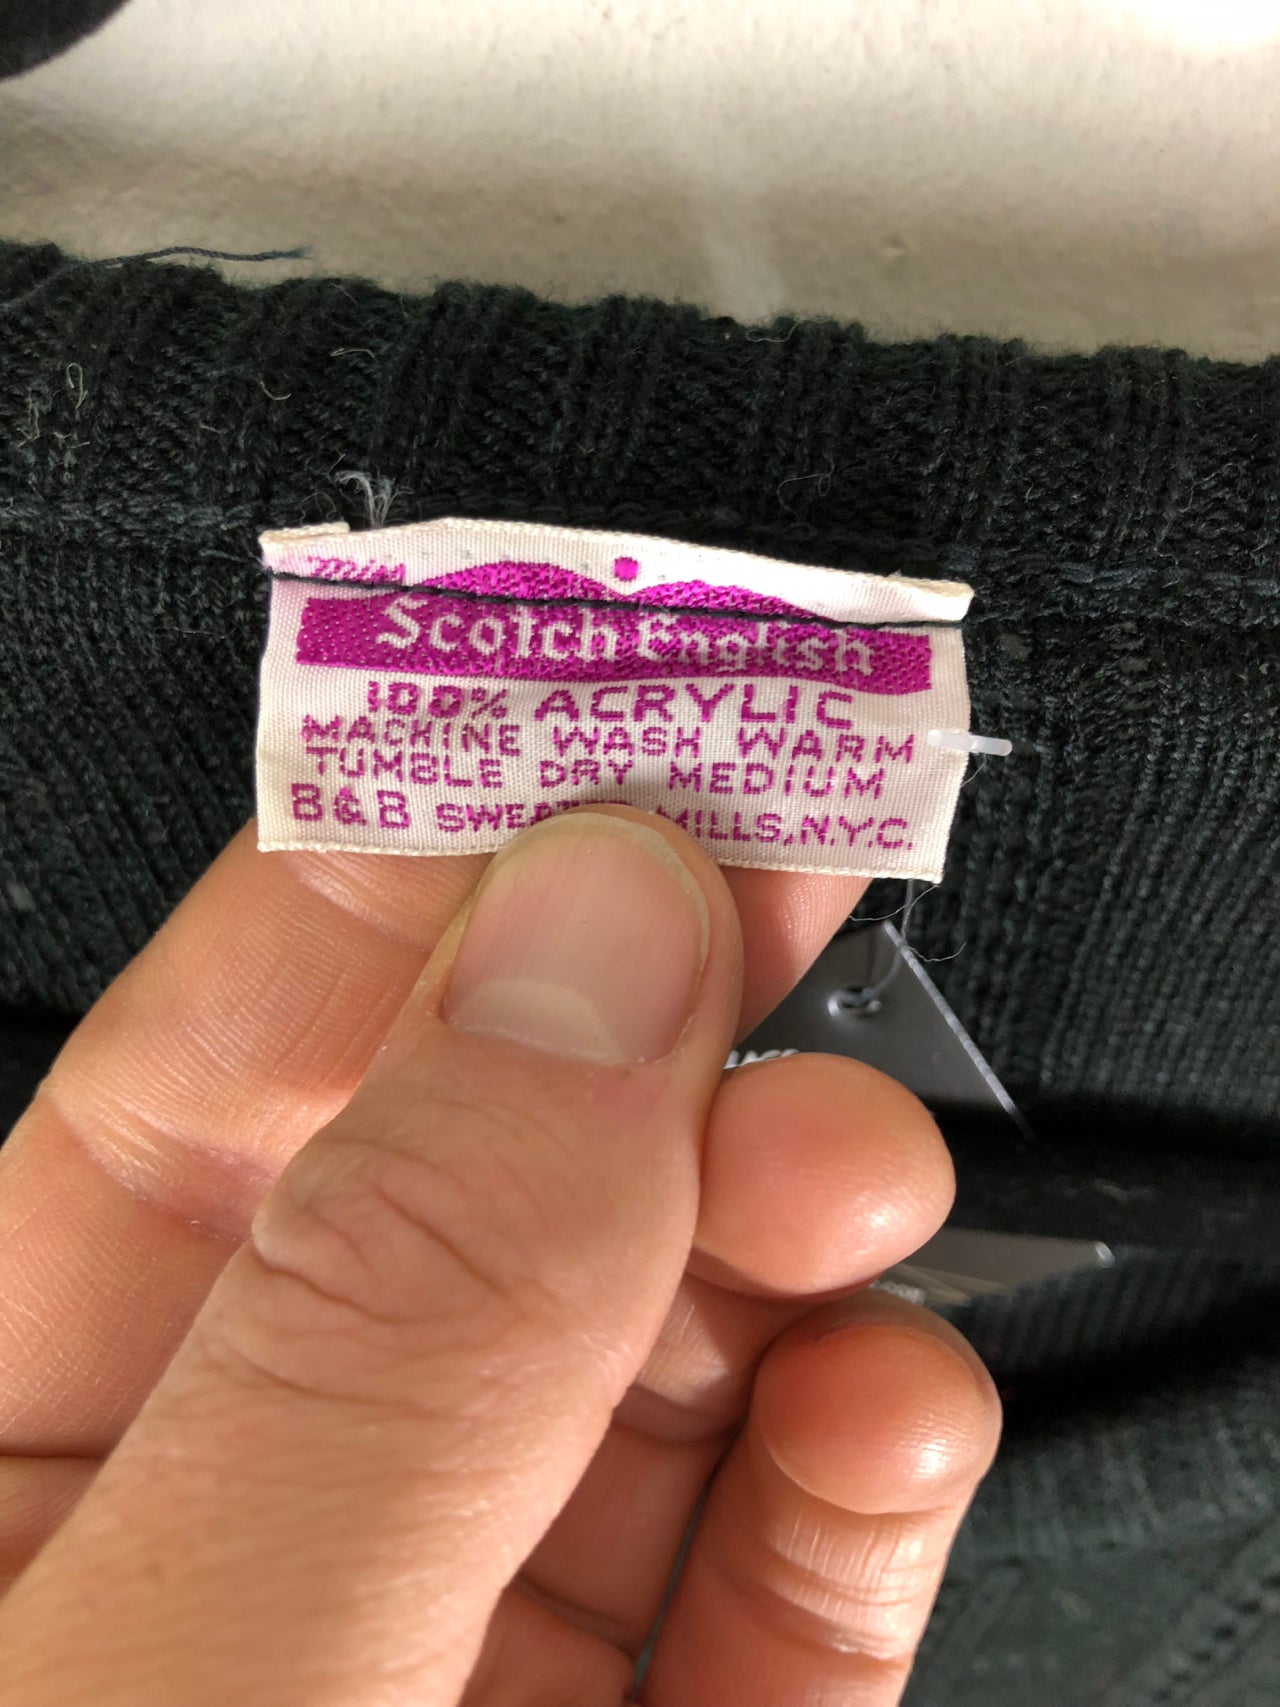 Scotch English
100% ACRYLIC
MACHINE WASH WARM
TUMBLE DRY MEDIUM
B&B MILLS, N.Y.C.